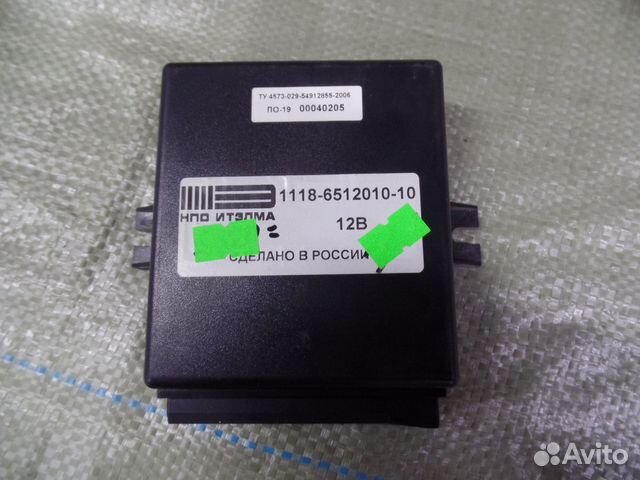 ТУ 4573-029-54912855-2006
ПО-19 00040205
1118-6512010-10
НПО ИТЭЛМА
12В
СДЕЛАНО В РОССИИ
Avito